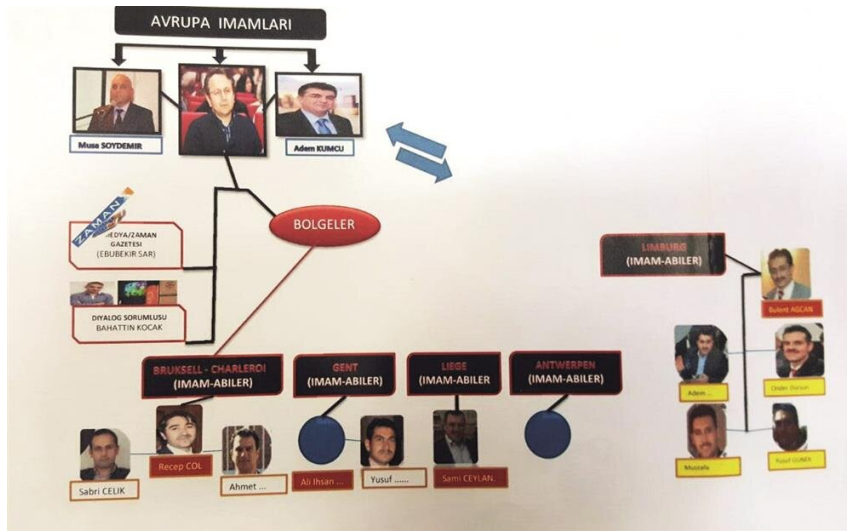 AVRUPA IMAMLARI
Musa SOYDEMIR
Adem KUMCU
BOLGELER
ZAMAN
MEDYA/ZAMAN
GAZETESI
(EBUBEKIR SAR)
DIYALOG SORUMLUSU
BAHATTIN KOCAK
LIMBURG
(IMAM-ABILER)
Bulent AGCAN
Adem ...
Onder
Mustafa
Yusuf
BRUKSELL - CHARLEROI
(IMAM-ABILER)
GENT
(IMAM-ABILER)
LIEGE
(IMAM-ABILER
ANTWERPEN
(IMAM-ABILER)
Sabri CELIK
Recep COL
Ahmet ...
Ali Ihsan ...
Yusuf ......
Sami CEYLAN.